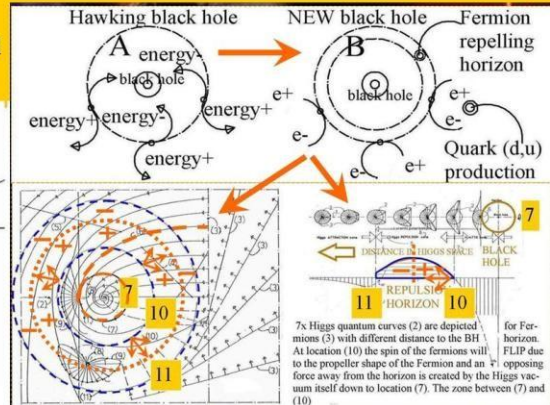 Hawking black hole
NEW black hole
Fermion
repelling
horizon
A
B
energy-
black hole
black hole
energy+
energy-
energy+
energy+
e+
e-
e+
e-
e-
e+
Quark (d,u)
production
7
10
11
7
DISTANCE IN HIGGS SPACE
BLACK
HOLE
REPULSION
HORIZON
11
10
7x Higgs quantum curves (2) are depicted for Fer-
mions (3) with different distance to the BH horizon.
At location (10) the spin of the fermions will FLIP due
to the propeller shape of the Fermion and an opposing
force away from the horizon is created by the Higgs vac-
uum itself down to location (7). The zone between (7) and
(10)